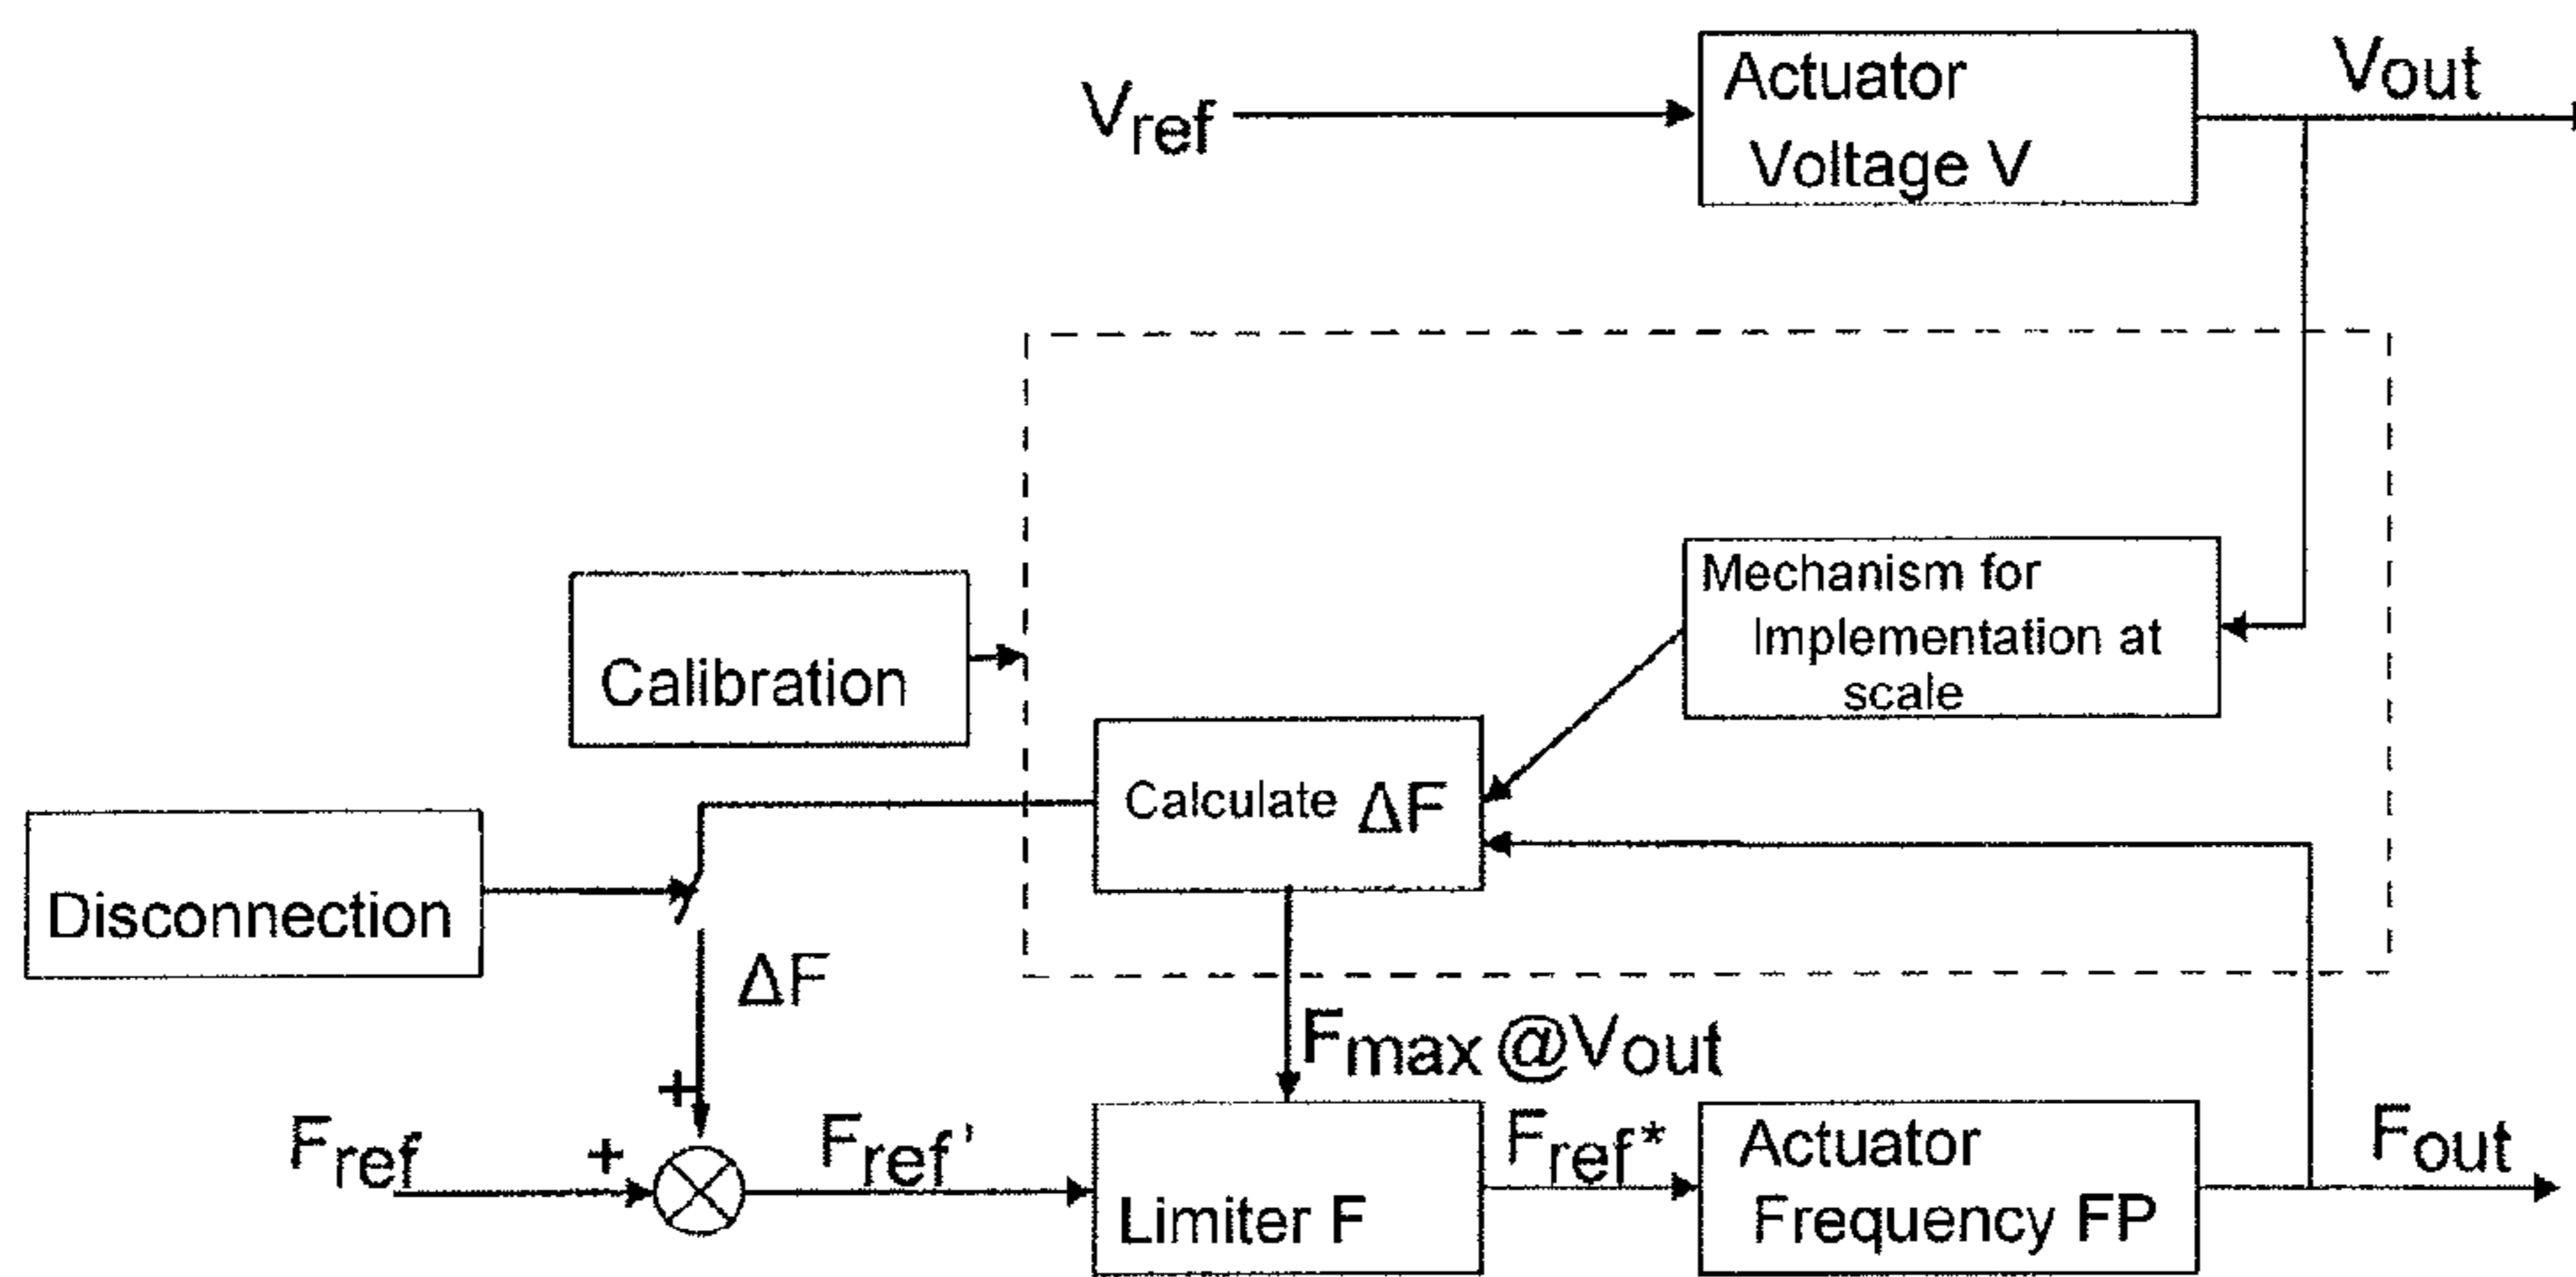 Vref
Actuator
Voltage V
Vout
Mechanism for
Implementation at
scale
Calibration
Calculate ΔF
Disconnection
ΔF
Fmax @Vout
+
Fref
+
Fref'
Limiter F
Fref*
Actuator
Frequency FP
Fout